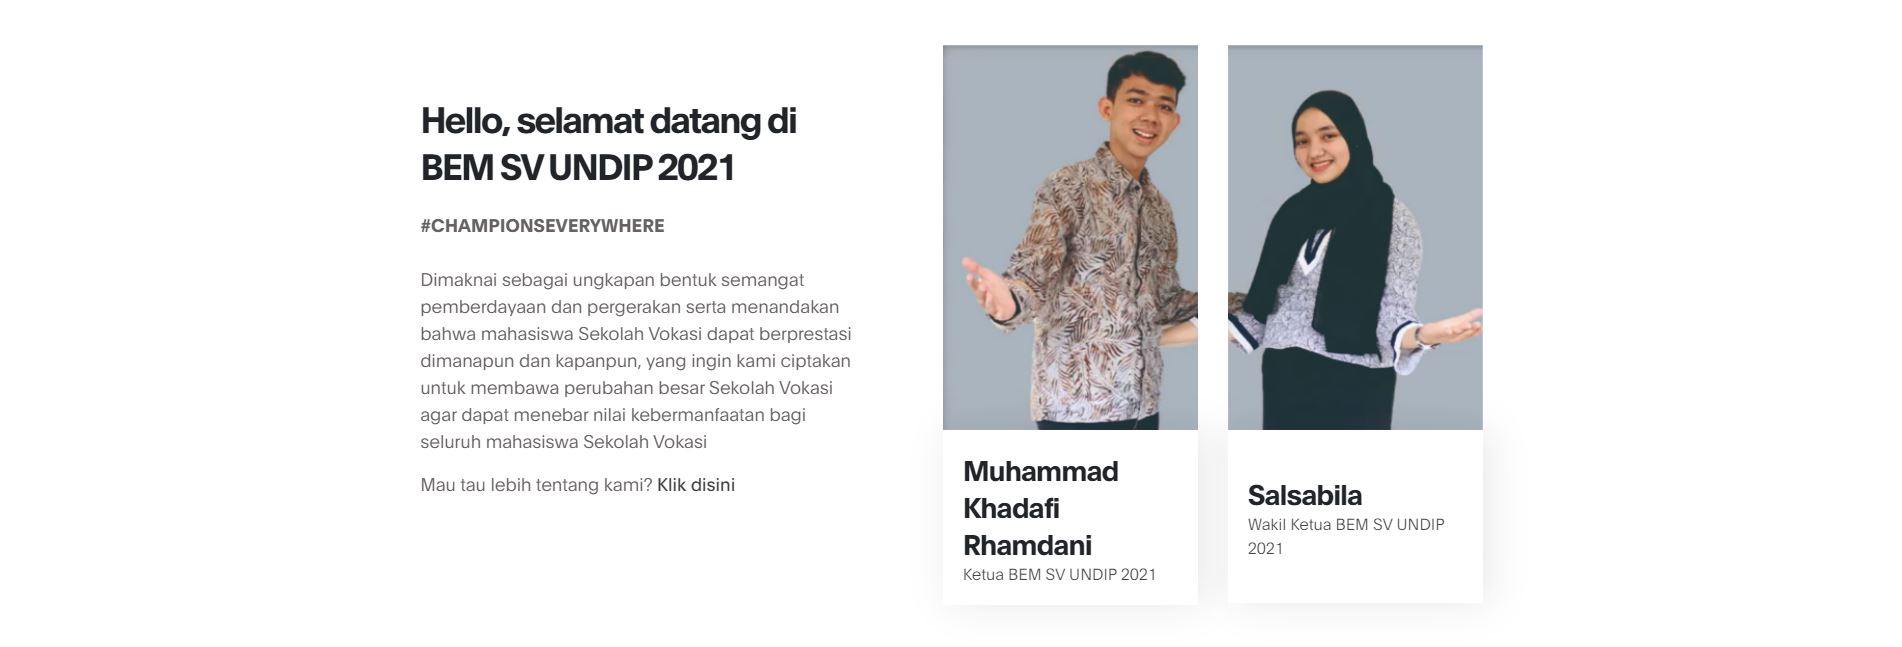 Hello, selamat datang di
BEM SV UNDIP 2021
#CHAMPIONSEVERYWHERE
Dimaknai sebagai ungkapan bentuk semangat
pemberdayaan dan pergerakan serta menandakan
bahwa mahasiswa Sekolah Vokasi dapat berprestasi
dimanapun dan kapanpun, yang ingin kami ciptakan
untuk membawa perubahan besar Sekolah Vokasi
agar dapat menebar nilai kebermanfaatan bagi
seluruh mahasiswa Sekolah Vokasi
Mau tau lebih tentang kami? Klik disini
Muhammad
Khadafi
Rhamdani
Ketua BEM SV UNDIP 2021
Salsabila
Wakil Ketua BEM SV UNDIP
2021